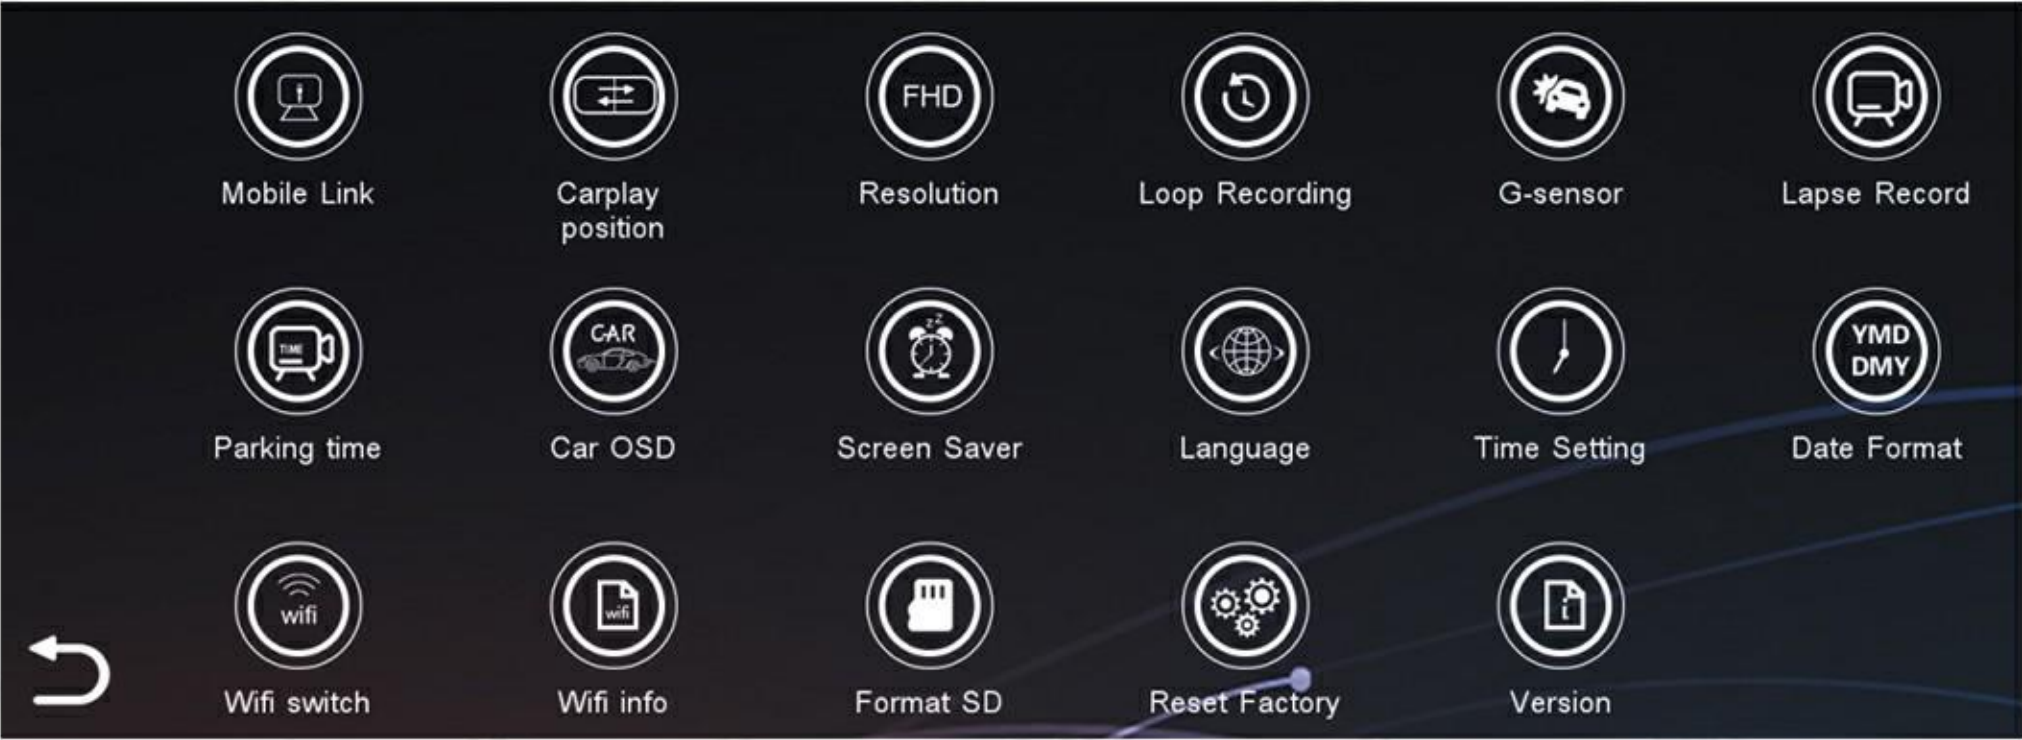 FHD
Mobile Link
Carplay position
Resolution
Loop Recording
G-sensor
Lapse Record
TIME
CAR
YMD
DMY
Parking time
Car OSD
Screen Saver
Language
Time Setting
Date Format
wifi
wifi
i
Wifi switch
Wifi info
Format SD
Reset Factory
Version